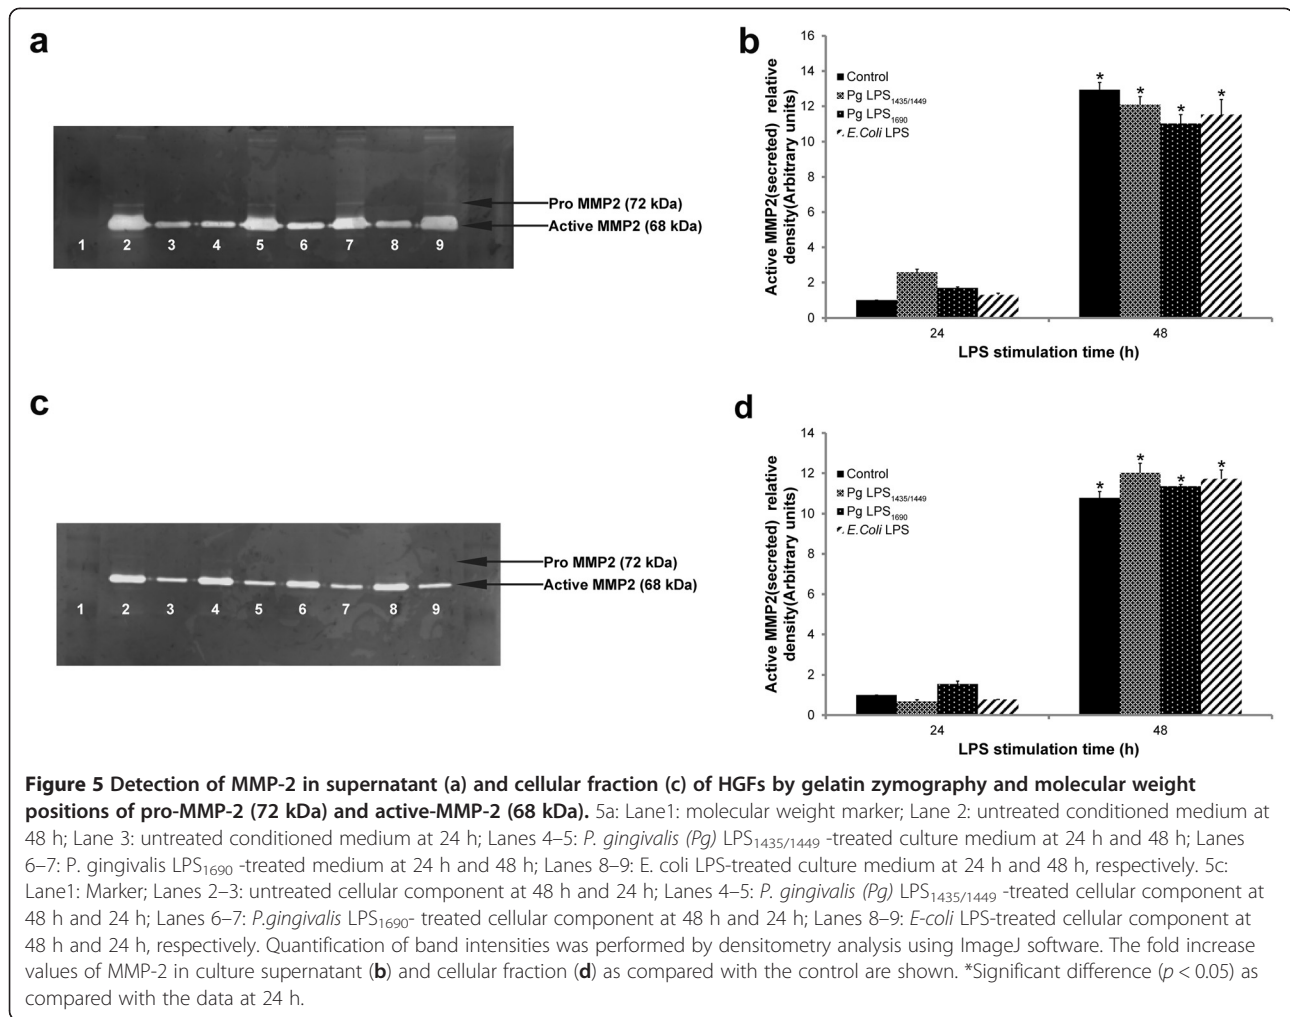 a
Pro MMP2 (72 kDa)
Active MMP2 (68 kDa)
1 2 3 4 5 6 7 8 9
b
Active MMP2(secreted) relative
density(Arbitrary units)
16
14
12
10
8
6
4
2
0
Control
Pg LPS1435/1449
Pg LPS1690
E.Coli LPS
* * * *
24 48
LPS stimulation time (h)
c
Pro MMP2 (72 kDa)
Active MMP2 (68 kDa)
1 2 3 4 5 6 7 8 9
d
Active MMP2(secreted) relative
density(Arbitrary units)
14
12
10
8
6
4
2
0
Control
Pg LPS1435/1449
Pg LPS1690
E.Coli LPS
* * * *
24 48
LPS stimulation time (h)
Figure 5 Detection of MMP-2 in supernatant (a) and cellular fraction (c) of HGFs by gelatin zymography and molecular weight
positions of pro-MMP-2 (72 kDa) and active-MMP-2 (68 kDa). 5a: Lane1: molecular weight marker; Lane 2: untreated conditioned medium at
48 h; Lane 3: untreated conditioned medium at 24 h; Lanes 4–5: P. gingivalis (Pg) LPS1435/1449 -treated culture medium at 24 h and 48 h; Lanes
6–7: P. gingivalis LPS1690 -treated medium at 24 h and 48 h; Lanes 8–9: E. coli LPS-treated culture medium at 24 h and 48 h, respectively. 5c:
Lane1: Marker; Lanes 2–3: untreated cellular component at 48 h and 24 h; Lanes 4–5: P. gingivalis (Pg) LPS1435/1449 -treated cellular component at
48 h and 24 h; Lanes 6–7: P.gingivalis LPS1690- treated cellular component at 48 h and 24 h; Lanes 8–9: E-coli LPS-treated cellular component at
48 h and 24 h, respectively. Quantification of band intensities was performed by densitometry analysis using ImageJ software. The fold increase
values of MMP-2 in culture supernatant (b) and cellular fraction (d) as compared with the control are shown. *Significant difference (p < 0.05) as
compared with the data at 24 h.